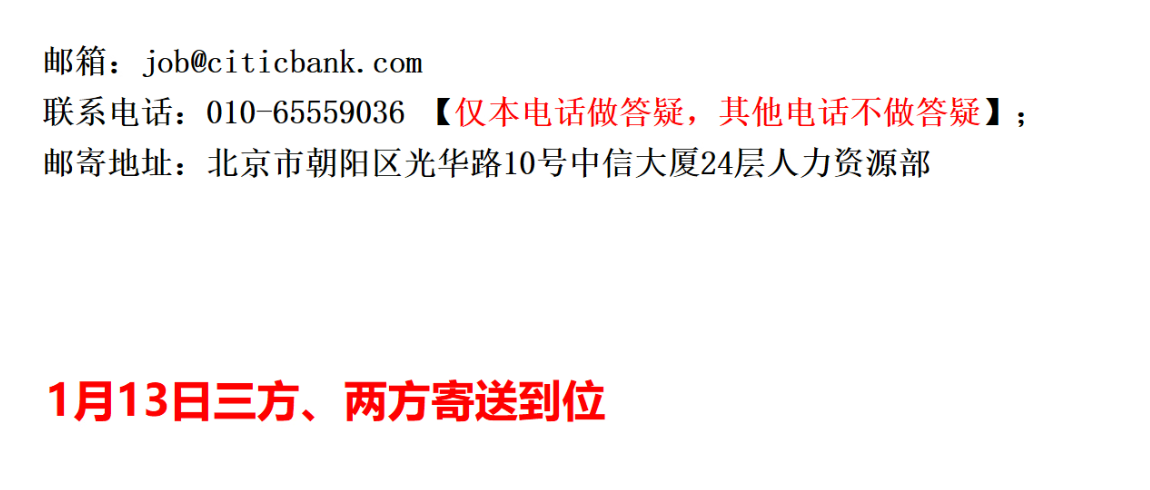 邮箱：job@citicbank.com
联系电话：010-65559036 【仅本电话做答疑，其他电话不做答疑】；
邮寄地址：北京市朝阳区光华路10号中信大厦24层人力资源部
1月13日三方、两方寄送到位